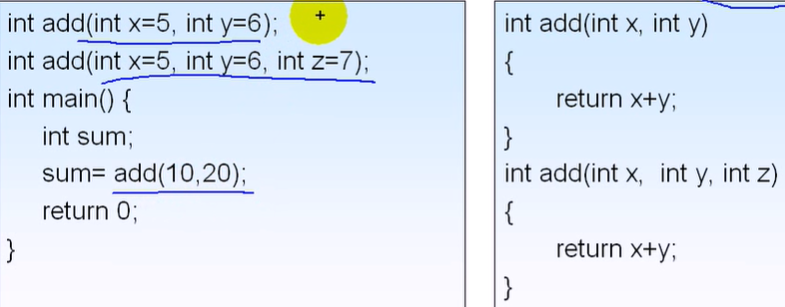 int add(int x=5, int y=6);
int add(int x=5, int y=6, int z=7);
int main() {
int sum;
sum= add(10,20);
return 0;
}
int add(int x, int y)
{
return x+y;
}
int add(int x, int y, int z)
{
return x+y;
}